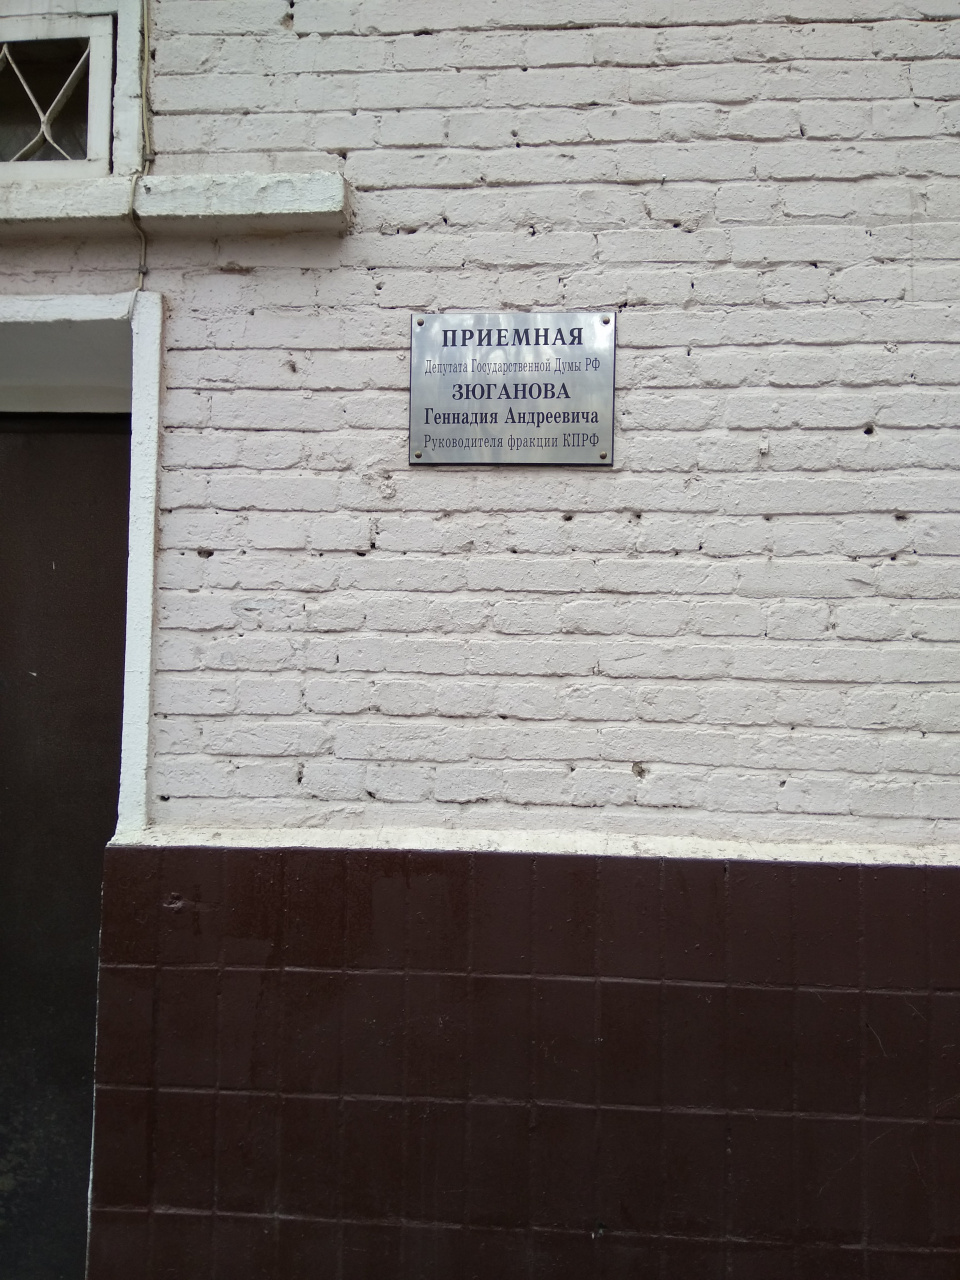 ПРИЕМНАЯ
Депутата Государственной Думы РФ
ЗЮГАНОВА
Геннадия Андреевича
Руководителя фракции КПРФ